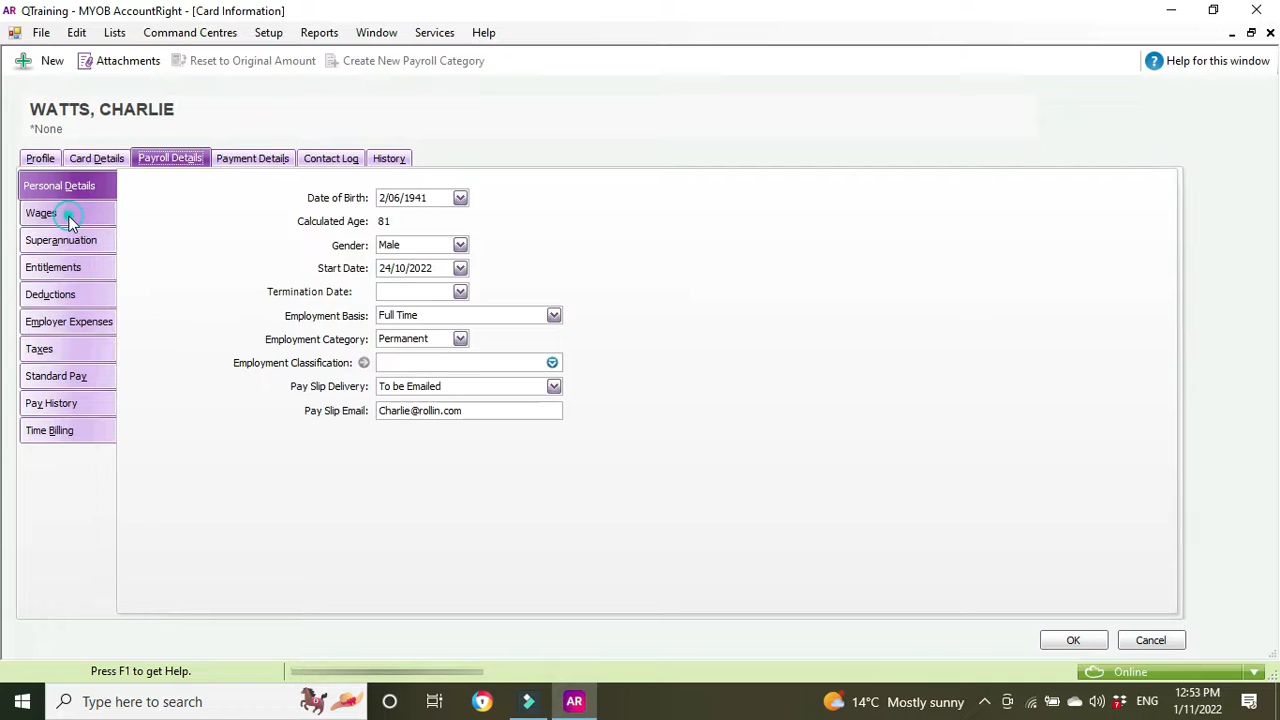 AR QTraining - MYOB AccountRight - [Card Information]
File Edit Lists Command Centres Setup Reports Window Services Help
New Attachments Reset to Original Amount Create New Payroll Category ? Help for this window
WATTS, CHARLIE
*None
Profile Card Details Payroll Details Payment Details Contact Log History
Personal Details
Wages
Superannuation
Entitlements
Deductions
Employer Expenses
Taxes
Standard Pay
Pay History
Time Billing
Date of Birth: 2/06/1941
Calculated Age: 81
Gender: Male
Start Date: 24/10/2022
Termination Date:
Employment Basis: Full Time
Employment Category: Permanent
Employment Classification:
Pay Slip Delivery: To be Emailed
Pay Slip Email: Charlie@rollin.com
OK Cancel
Press F1 to get Help. Online
Type here to search AR 14°C Mostly sunny ENG 12:53 PM
1/11/2022